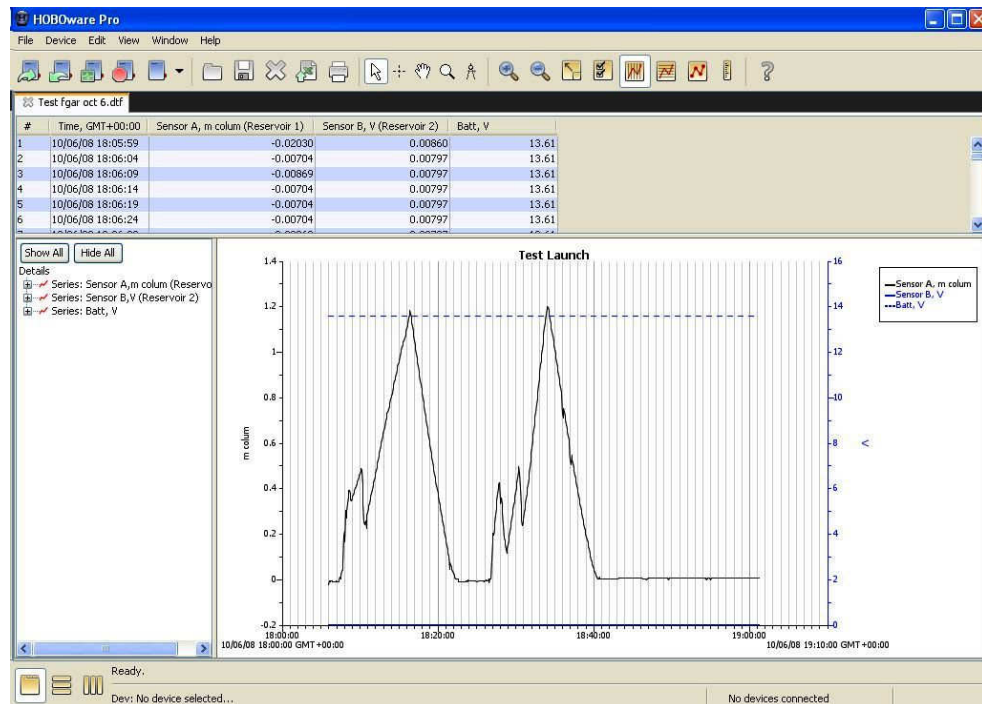 HOBOware Pro
File Device Edit View Window Help
Test fgar oct 6.dtf
# Time, GMT+00:00 Sensor A, m colum (Reservoir 1) Sensor B, V (Reservoir 2) Batt, V
1 10/06/08 18:05:59 -0.02030 0.00860 13.61
2 10/06/08 18:06:04 -0.00704 0.00797 13.61
3 10/06/08 18:06:09 -0.00869 0.00797 13.61
4 10/06/08 18:06:14 -0.00704 0.00797 13.61
5 10/06/08 18:06:19 -0.00704 0.00797 13.61
6 10/06/08 18:06:24 -0.00704 0.00797 13.61
Show All Hide All
Details
Series: Sensor A,m colum (Reservo
Series: Sensor B,V (Reservoir 2)
Series: Batt, V
Test Launch
1.4 16
Sensor A, m colum
Sensor B, V
Batt, V
1.2 14
1 12
0.8 10
m colum
0.6 8 V
0.4 6
0.2 4
0 2
-0.2 0
18:00:00 18:20:00 18:40:00 19:00:00
10/06/08 18:00:00 GMT+00:00 10/06/08 19:10:00 GMT+00:00
Ready.
Dev: No device selected... No devices connected